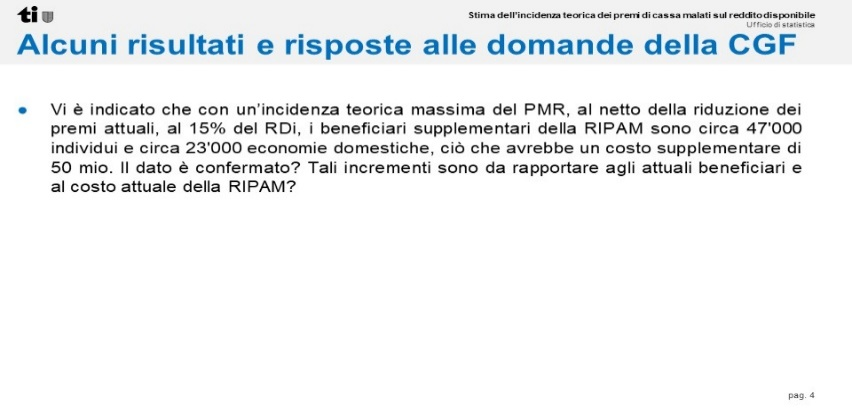 ti
Stima dell'incidenza teorica dei premi di cassa malati sul reddito disponibile
Ufficio di statistica
Alcuni risultati e risposte alle domande della CGF
• Vi è indicato che con un'incidenza teorica massima del PMR, al netto della riduzione dei
premi attuali, al 15% del RDi, i beneficiari supplementari della RIPAM sono circa 47'000
individui e circa 23'000 economie domestiche, ciò che avrebbe un costo supplementare di
50 mio. Il dato è confermato? Tali incrementi sono da rapportare agli attuali beneficiari e
al costo attuale della RIPAM?
pag. 4